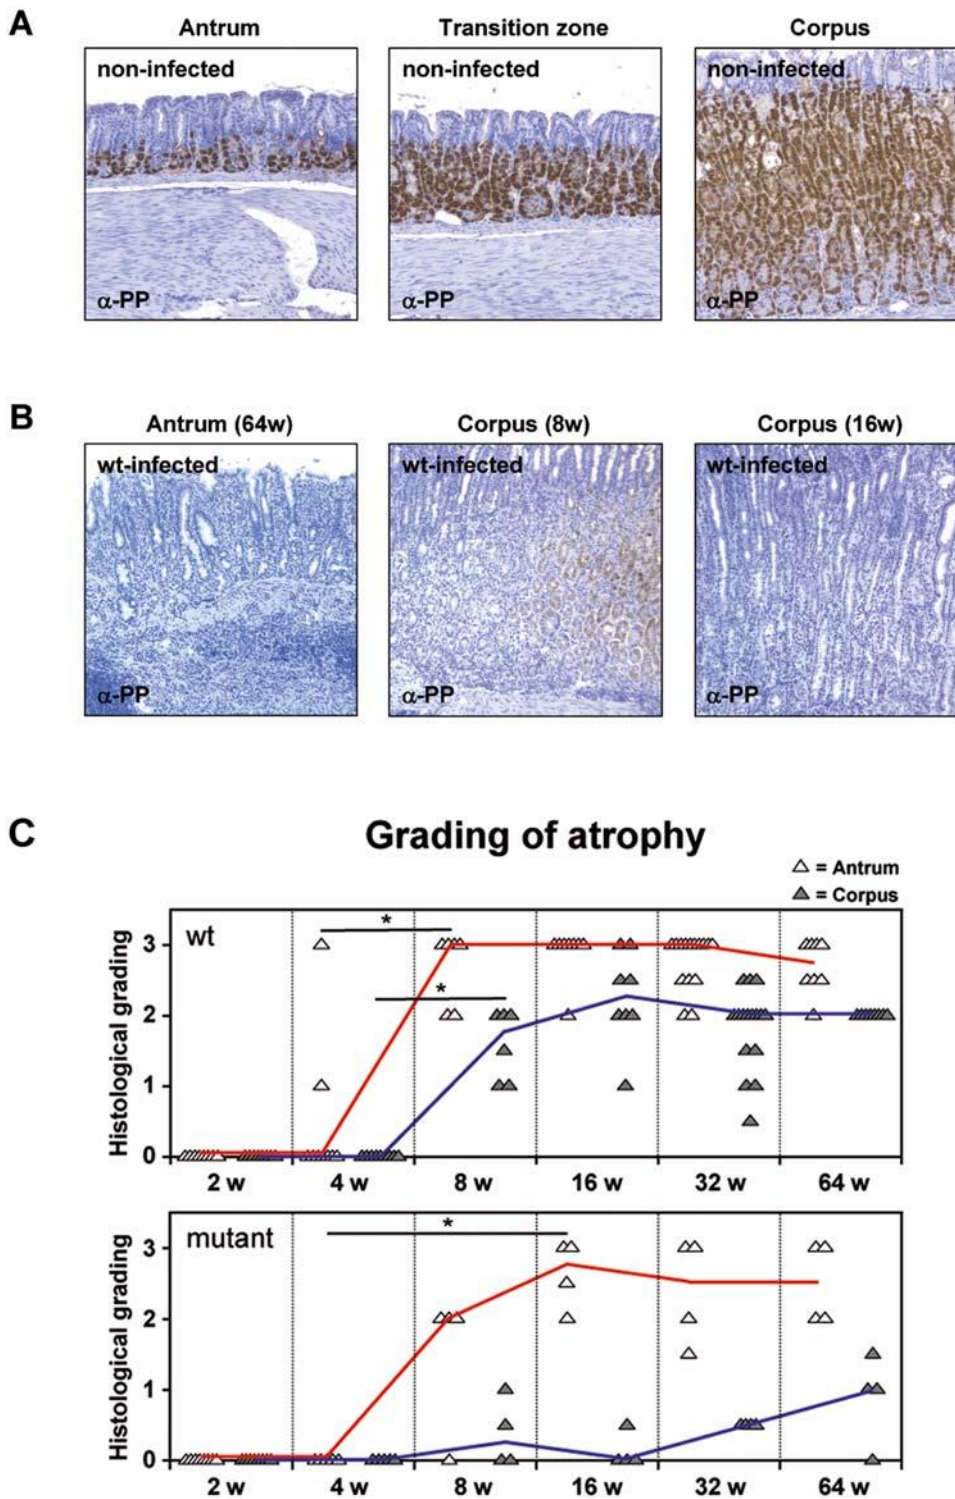 A
Antrum
Transition zone
Corpus
non-infected
non-infected
non-infected
α-PP
α-PP
α-PP
B
Antrum (64w)
Corpus (8w)
Corpus (16w)
wt-infected
wt-infected
wt-infected
α-PP
α-PP
α-PP
C
Grading of atrophy
△ = Antrum
▲ = Corpus
Histological grading
3
2
1
0
wt
*
*
2 w
4 w
8 w
16 w
32 w
64 w
Histological grading
3
2
1
0
mutant
*
2 w
4 w
8 w
16 w
32 w
64 w